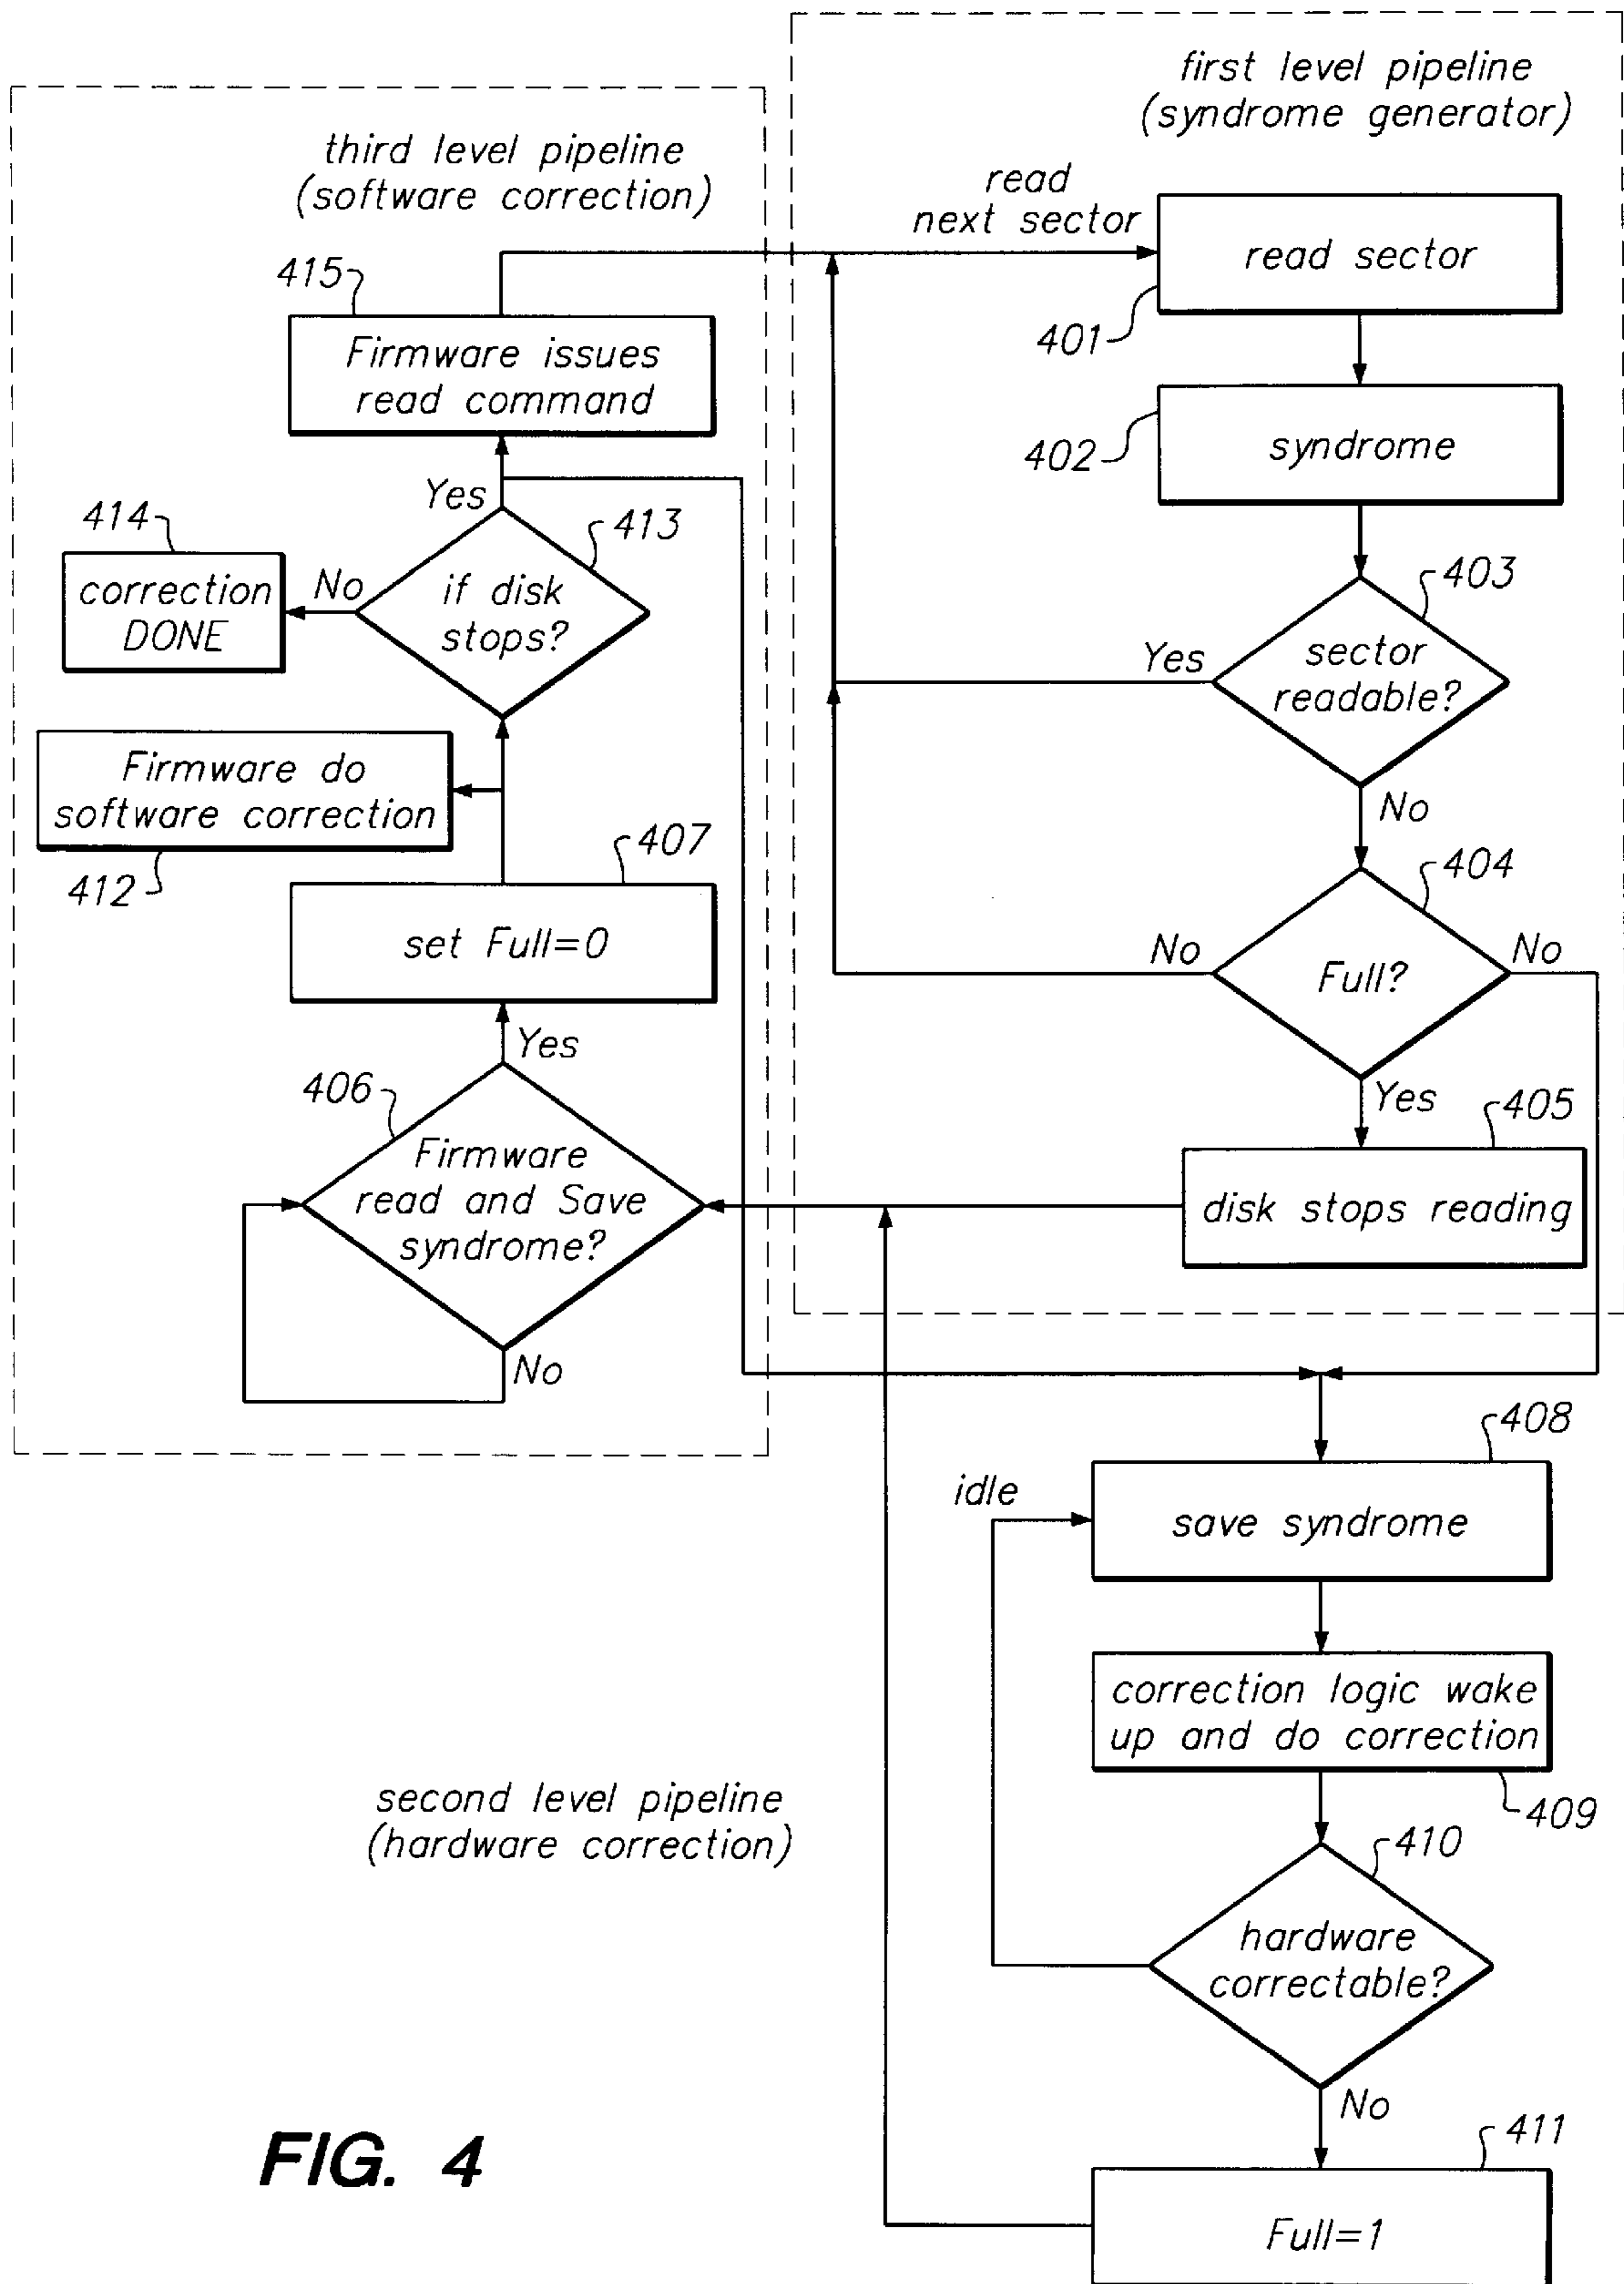 first level pipeline
(syndrome generator)
third level pipeline
(software correction)
read
next sector
read sector
401
415
Firmware issues
read command
syndrome
402
Yes
413
414
correction
DONE
No
if disk
stops?
403
sector
readable?
Yes
No
Firmware do
software correction
412
407
set Full=0
404
Full?
No
No
Yes
405
disk stops reading
Yes
406
Firmware
read and Save
syndrome?
No
408
idle
save syndrome
correction logic wake
up and do correction
409
second level pipeline
(hardware correction)
410
hardware
correctable?
No
411
Full=1
FIG. 4